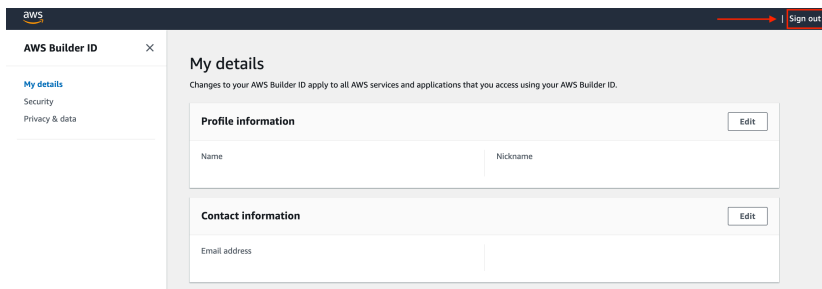 aws
| Sign out
AWS Builder ID
My details
Security
Privacy & data
My details
Changes to your AWS Builder ID apply to all AWS services and applications that you access using your AWS Builder ID.
Profile information
Edit
Name
Nickname
Contact information
Edit
Email address